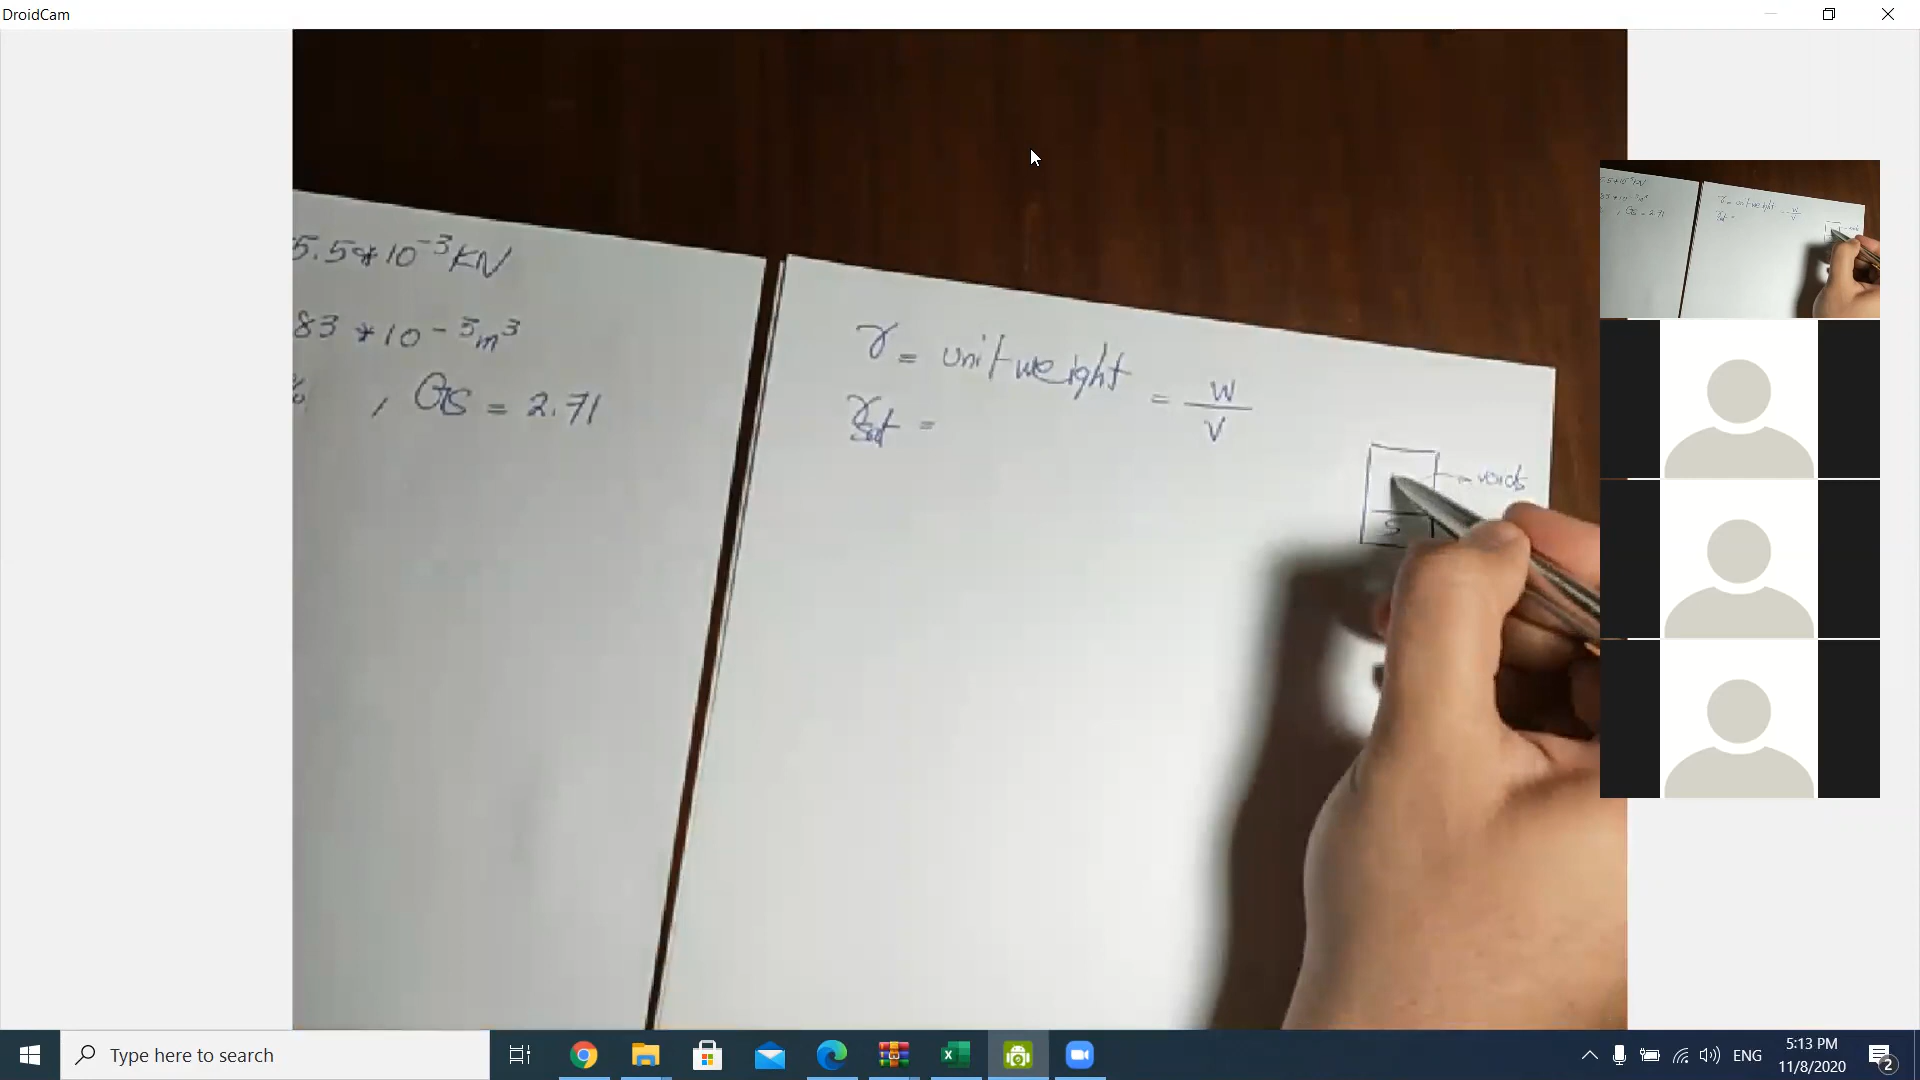 DroidCam
5.5*10⁻³KN
83 * 10⁻⁵m³
% , GS = 2.71
γ = unit weight = W/V
γsat =
voids
S
Type here to search
ENG
5:13 PM
11/8/2020
2